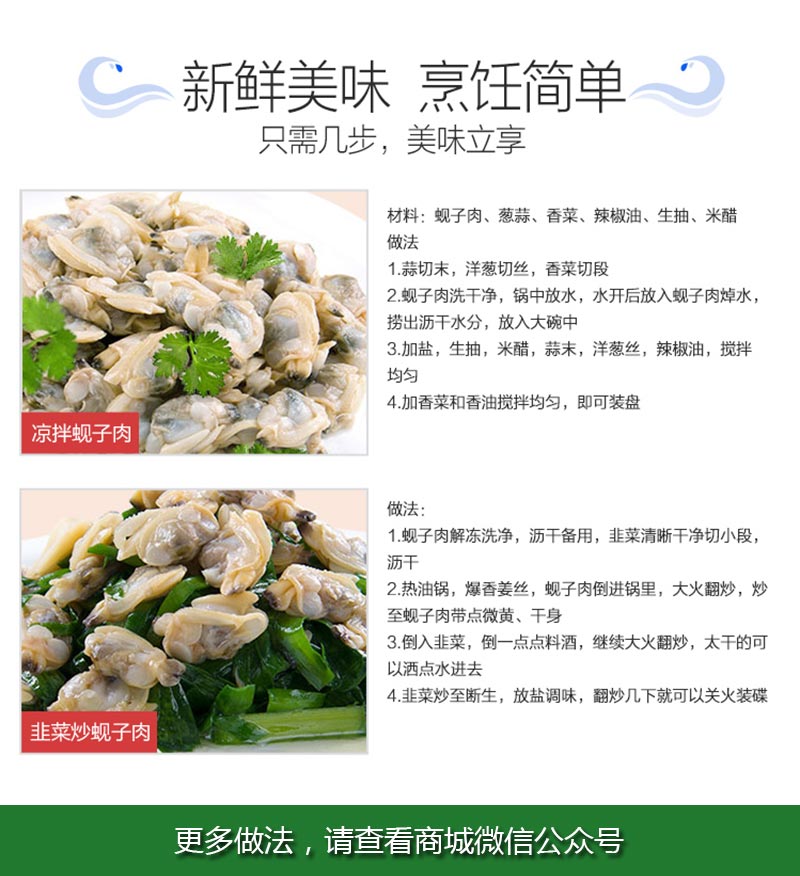 新鲜美味 烹饪简单
只需几步，美味立享
材料：蚬子肉、葱蒜、香菜、辣椒油、生抽、米醋
做法
1.蒜切末，洋葱切丝，香菜切段
2.蚬子肉洗干净，锅中放水，水开后放入蚬子肉焯水，
捞出沥干水分，放入大碗中
3.加盐，生抽，米醋，蒜末，洋葱丝，辣椒油，搅拌
均匀
4.加香菜和香油搅拌均匀，即可装盘
凉拌蚬子肉
做法：
1.蚬子肉解冻洗净，沥干备用，韭菜清晰干净切小段，
沥干
2.热油锅，爆香姜丝，蚬子肉倒进锅里，大火翻炒，炒
至蚬子肉带点微黄、干身
3.倒入韭菜，倒一点点料酒，继续大火翻炒，太干的可
以洒点水进去
4.韭菜炒至断生，放盐调味，翻炒几下就可以关火装碟
韭菜炒蚬子肉
更多做法，请查看商城微信公众号